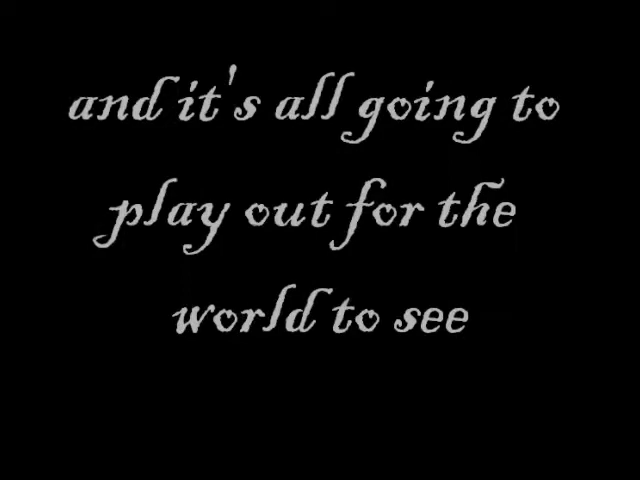 and it's all going to
play out for the
world to see